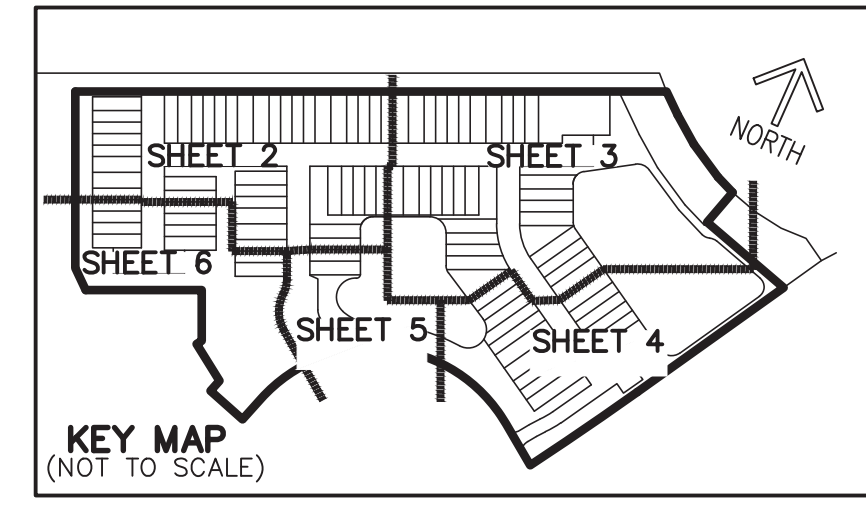 NORTH
SHEET 2
SHEET 3
SHEET 6
SHEET 5
SHEET 4
KEY MAP
(NOT TO SCALE)